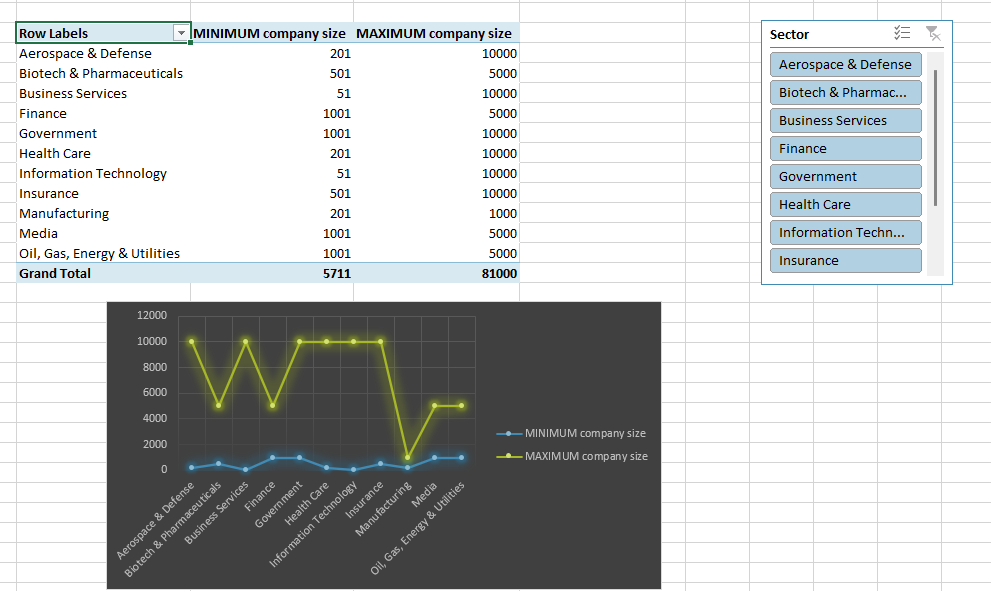 Row Labels MINIMUM company size MAXIMUM company size
Aerospace & Defense 201 10000
Biotech & Pharmaceuticals 501 5000
Business Services 51 10000
Finance 1001 5000
Government 1001 10000
Health Care 201 10000
Information Technology 51 10000
Insurance 501 10000
Manufacturing 201 1000
Media 1001 5000
Oil, Gas, Energy & Utilities 1001 5000
Grand Total 5711 81000
Sector
Aerospace & Defense
Biotech & Pharmac...
Business Services
Finance
Government
Health Care
Information Techn...
Insurance
12000
10000
8000
6000
4000
2000
0
Aerospace & Defense
Biotech & Pharmaceuticals
Business Services
Finance
Government
Health Care
Information Technology
Insurance
Manufacturing
Media
Oil, Gas, Energy & Utilities
MINIMUM company size
MAXIMUM company size